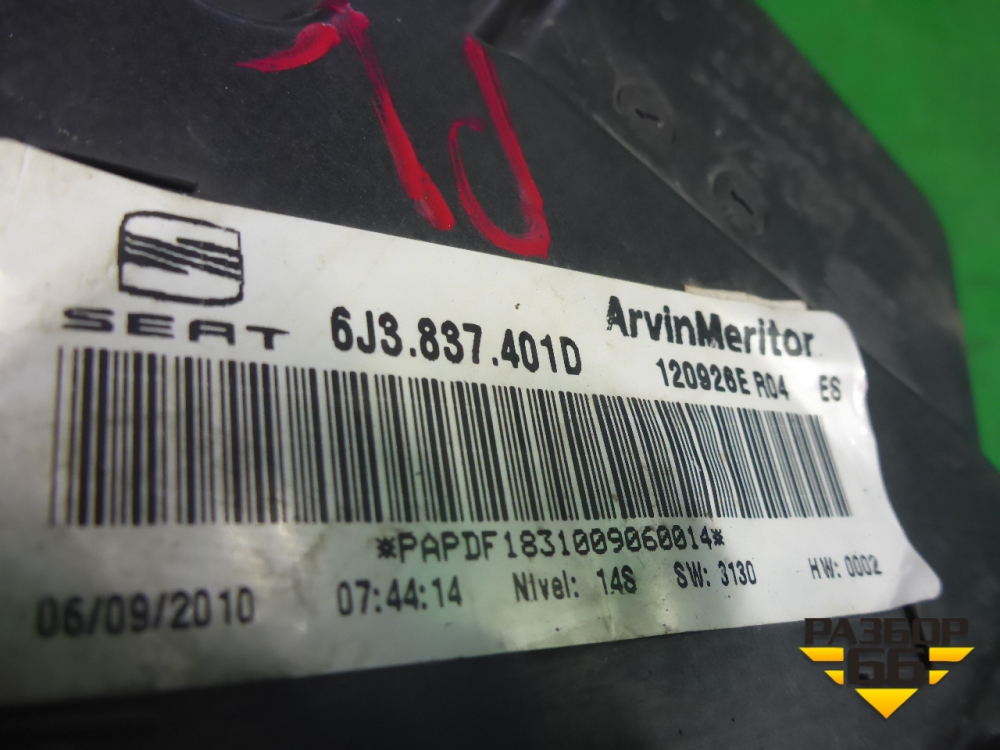 SEAT
6J3.837.401D
ArvinMeritor
120926E R04 ES
*PAPDF1831009060014*
06/09/2010 07:44:14 Nivel: 14S SW: 3130 HW: 0002
РАЗБОР
66